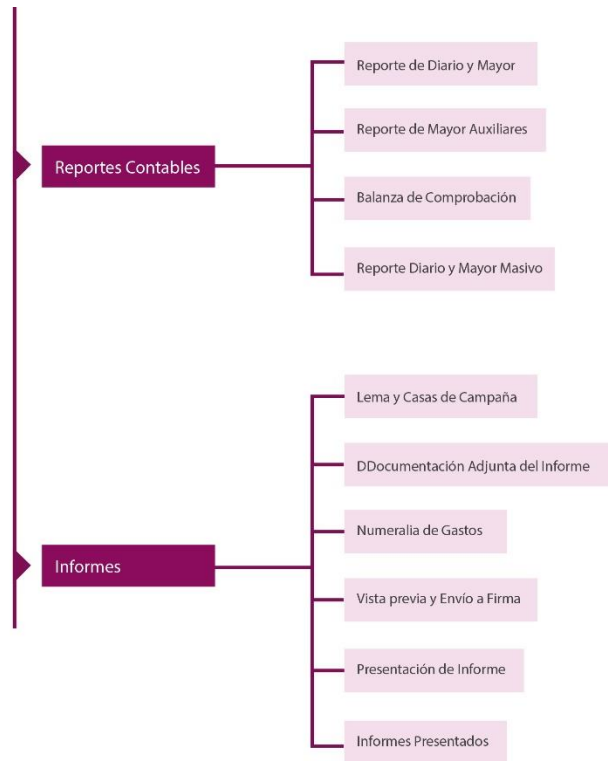 Reportes Contables
Reporte de Diario y Mayor
Reporte de Mayor Auxiliares
Balanza de Comprobación
Reporte Diario y Mayor Masivo
Informes
Lema y Casas de Campaña
DDocumentación Adjunta del Informe
Numeralia de Gastos
Vista previa y Envío a Firma
Presentación de Informe
Informes Presentados